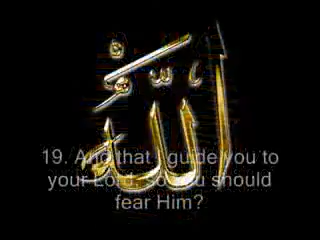 الله
19. And that I guide you to
your Lord, so you should
fear Him?